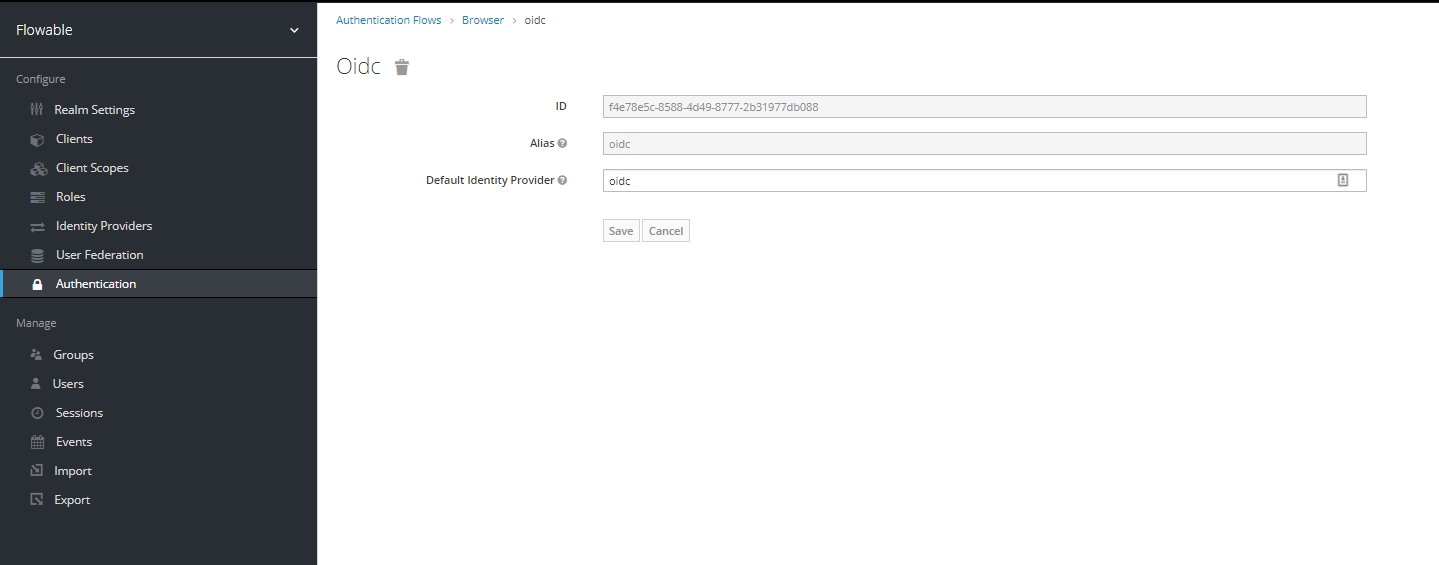 Flowable
Configure
Realm Settings
Clients
Client Scopes
Roles
Identity Providers
User Federation
Authentication
Manage
Groups
Users
Sessions
Events
Import
Export
Authentication Flows > Browser > oidc
Oidc
ID f4e78e5c-8588-4d49-8777-2b31977db088
Alias oidc
Default Identity Provider oidc
Save Cancel